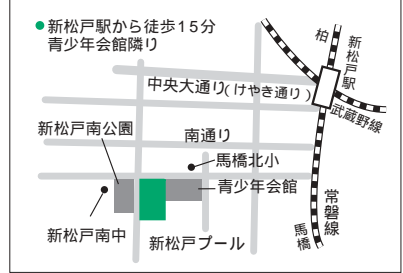 ●新松戸駅から徒歩15分
青少年会館隣り
柏
新松戸駅
中央大通り(けやき通り)
武蔵野線
新松戸南公園
南通り
●馬橋北小
青少年会館
●
新松戸南中
新松戸プール
常磐線
馬橋